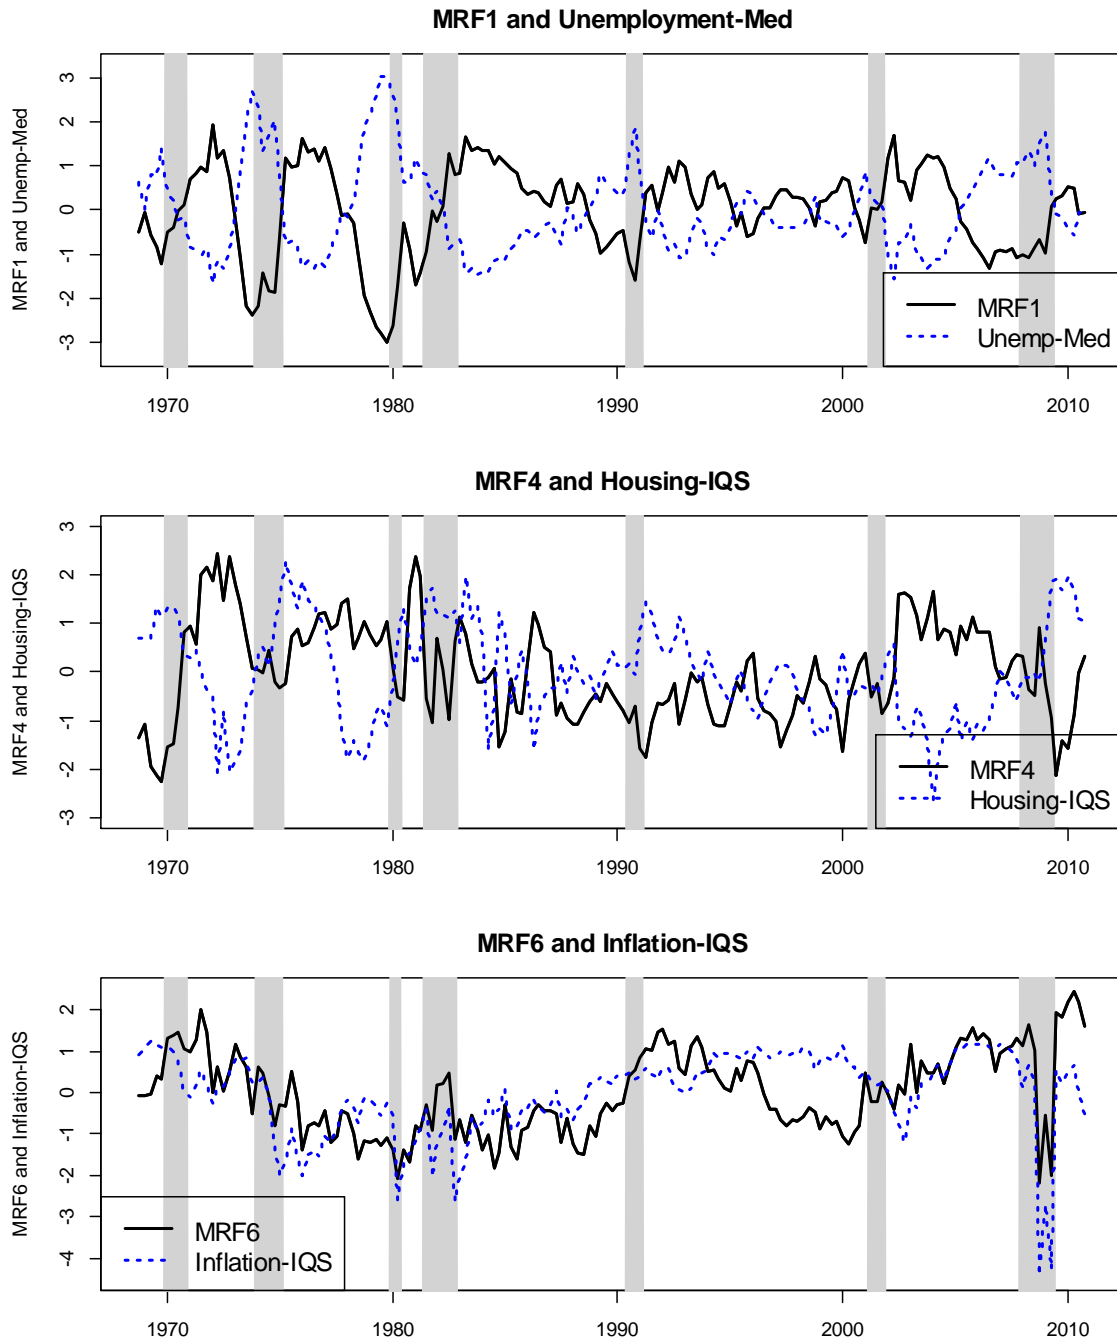 MRF1 and Unemployment-Med
MRF1 and Unemp-Med
3
2
1
0
-1
-2
-3
MRF1
Unemp-Med
1970 1980 1990 2000 2010
MRF4 and Housing-IQS
MRF4 and Housing-IQS
3
2
1
0
-1
-2
-3
MRF4
Housing-IQS
1970 1980 1990 2000 2010
MRF6 and Inflation-IQS
MRF6 and Inflation-IQS
2
1
0
-1
-2
-3
-4
MRF6
Inflation-IQS
1970 1980 1990 2000 2010